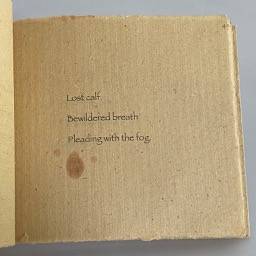 Lost calf.
Bewildered breath
Pleading with the fog.